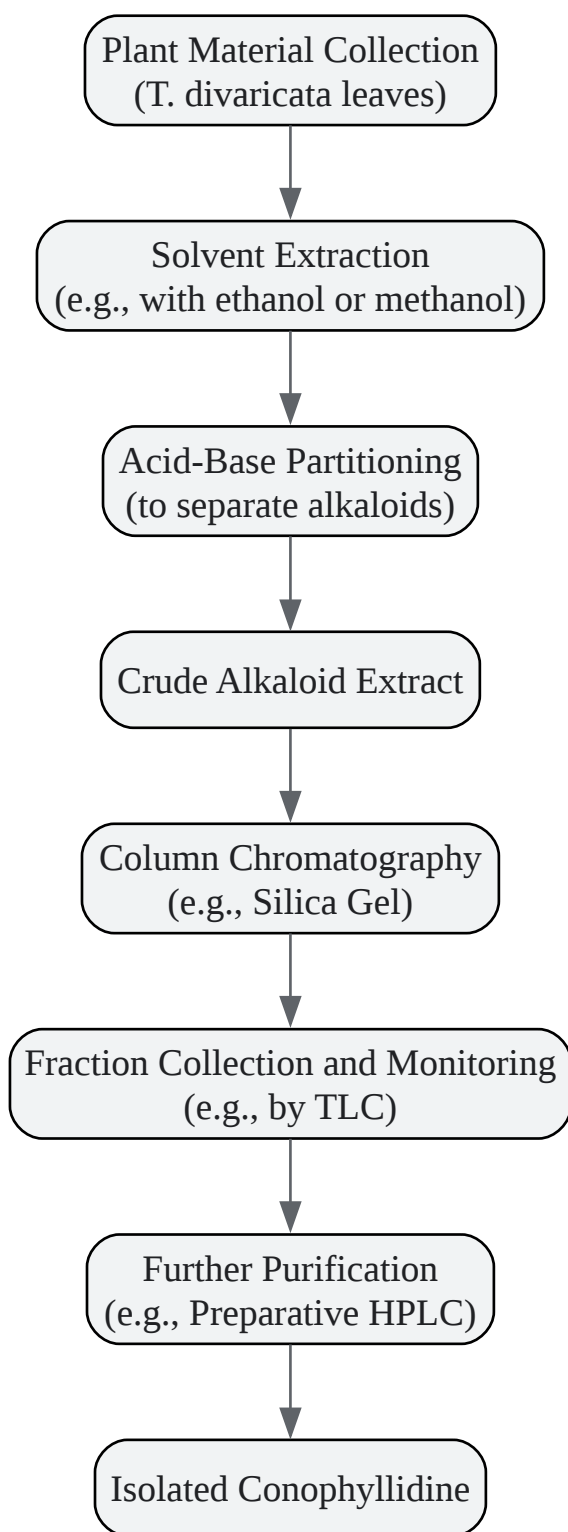 Plant Material Collection
(T. divaricata leaves)
Solvent Extraction
(e.g., with ethanol or methanol)
Acid-Base Partitioning
(to separate alkaloids)
Crude Alkaloid Extract
Column Chromatography
(e.g., Silica Gel)
Fraction Collection and Monitoring
(e.g., by TLC)
Further Purification
(e.g., Preparative HPLC)
Isolated Conophyllidine